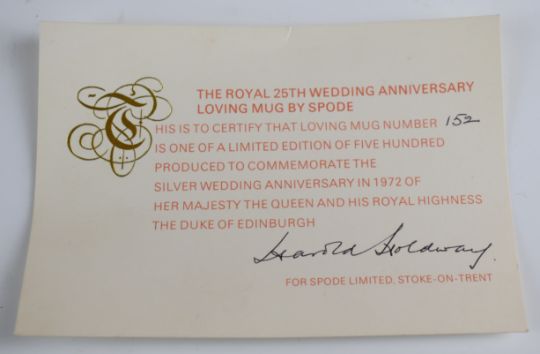 THE ROYAL 25TH WEDDING ANNIVERSARY
LOVING MUG BY SPODE
THIS IS TO CERTIFY THAT LOVING MUG NUMBER 152
IS ONE OF A LIMITED EDITION OF FIVE HUNDRED
PRODUCED TO COMMEMORATE THE
SILVER WEDDING ANNIVERSARY IN 1972 OF
HER MAJESTY THE QUEEN AND HIS ROYAL HIGHNESS
THE DUKE OF EDINBURGH
Harold Holdway.
FOR SPODE LIMITED, STOKE-ON-TRENT